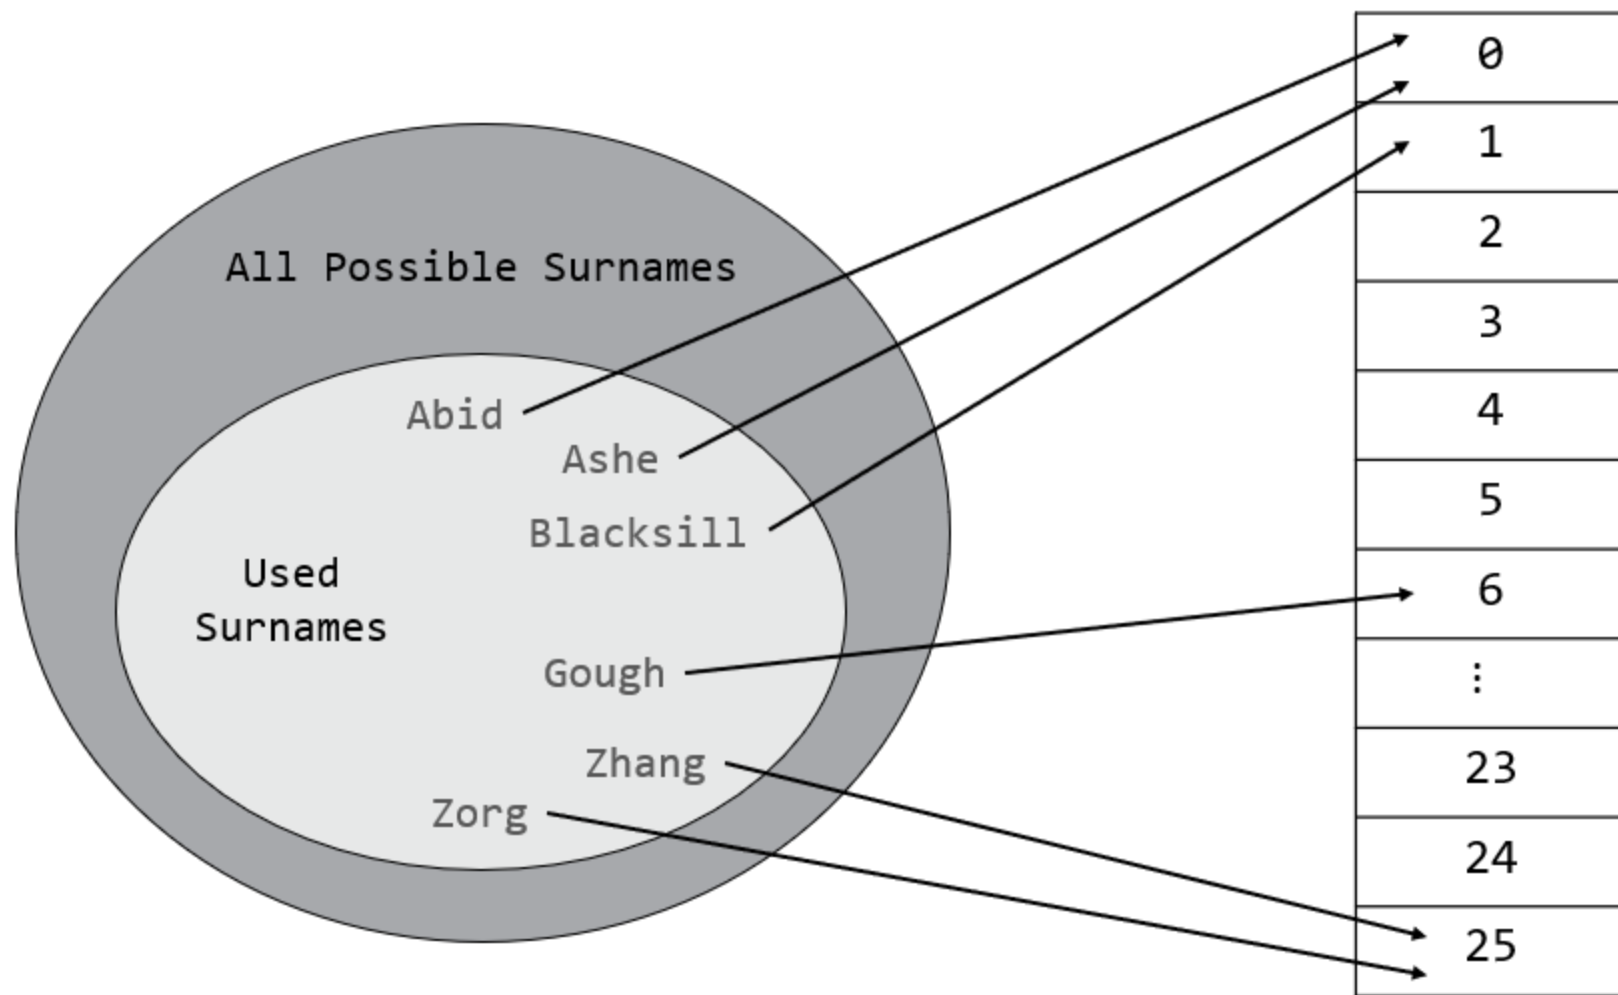 All Possible Surnames
Abid
Ashe
Blacksill
Used
Surnames
Gough
Zhang
Zorg
0
1
2
3
4
5
6
⋮
23
24
25